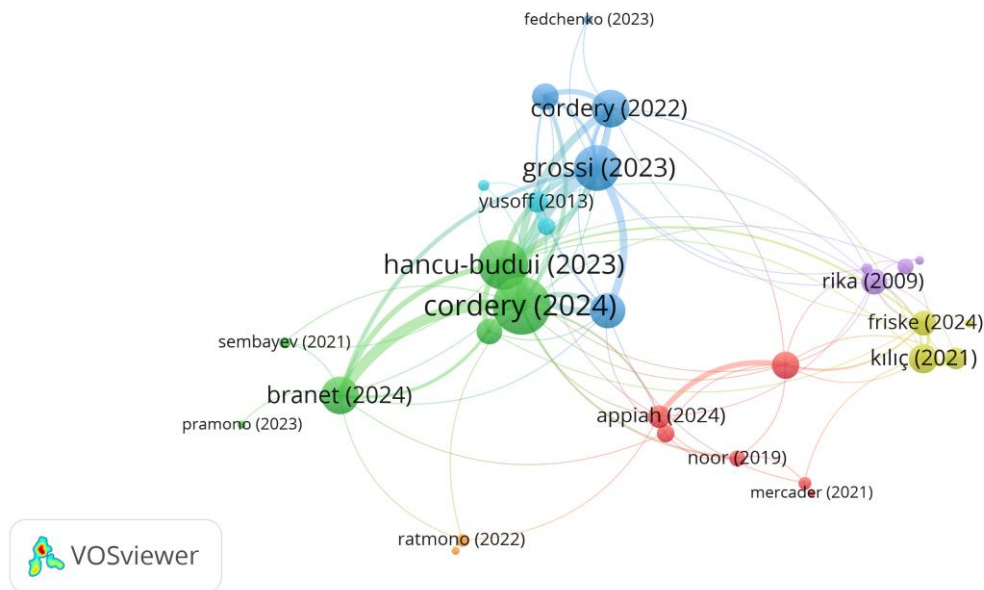 fedchenko (2023)
cordery (2022)
grossi (2023)
yusoff (2013)
hancu-budui (2023)
rika (2009)
cordery (2024)
friske (2024)
sembayev (2021)
kılıç (2021)
branet (2024)
appiah (2024)
pramono (2023)
noor (2019)
mercader (2021)
ratmono (2022)
VOSviewer